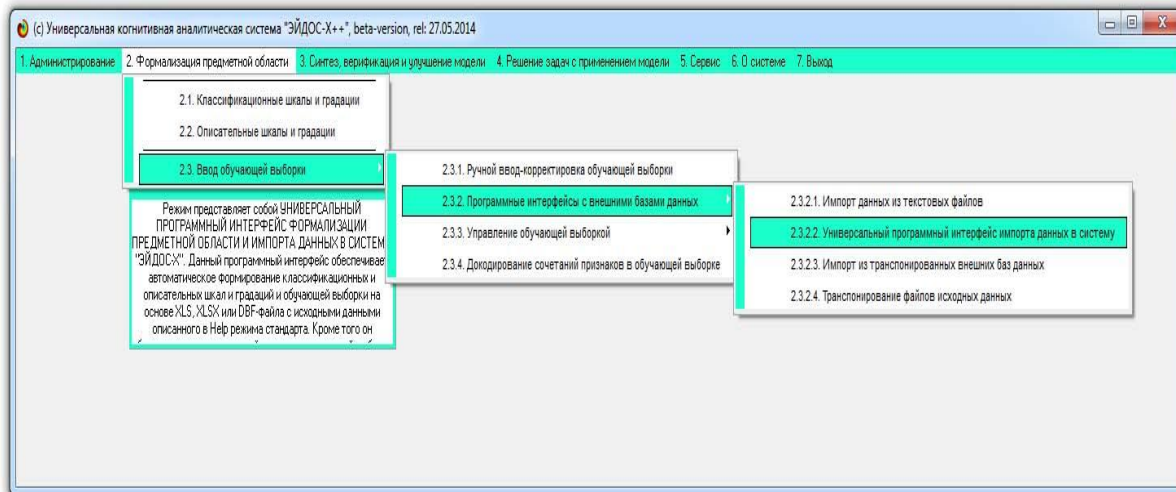 (c) Универсальная когнитивная аналитическая система "ЭЙДОС-X++", beta-version, rel: 27.05.2014
1. Администрирование 2. Формализация предметной области 3. Синтез, верификация и улучшение модели 4. Решение задач с применением модели 5. Сервис 6. О системе 7. Выход
2.1. Классификационные шкалы и градации
2.2. Описательные шкалы и градации
2.3. Ввод обучающей выборки
2.3.1. Ручной ввод-корректировка обучающей выборки
2.3.2. Программные интерфейсы с внешними базами данных
2.3.3. Управление обучающей выборкой
2.3.4. Докодирование сочетаний признаков в обучающей выборке
2.3.2.1. Импорт данных из текстовых файлов
2.3.2.2. Универсальный программный интерфейс импорта данных в систему
2.3.2.3. Импорт из транспонированных внешних баз данных
2.3.2.4. Транспонирование файлов исходных данных
Режим представляет собой УНИВЕРСАЛЬНЫЙ
ПРОГРАММНЫЙ ИНТЕРФЕЙС ФОРМАЛИЗАЦИИ
ПРЕДМЕТНОЙ ОБЛАСТИ И ИМПОРТА ДАННЫХ В СИСТЕМ
"ЭЙДОС-X". Данный программный интерфейс обеспечивае
автоматическое формирование классификационных и
описательных шкал и градаций и обучающей выборки на
основе XLS, XLSX или DBF-файла с исходными данными
описанного в Help режима стандарта. Кроме того он